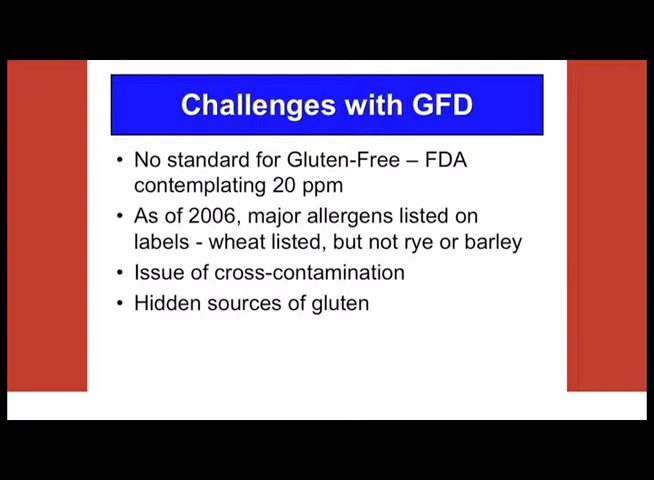 Challenges with GFD
• No standard for Gluten-Free – FDA
contemplating 20 ppm
• As of 2006, major allergens listed on
labels - wheat listed, but not rye or barley
• Issue of cross-contamination
• Hidden sources of gluten